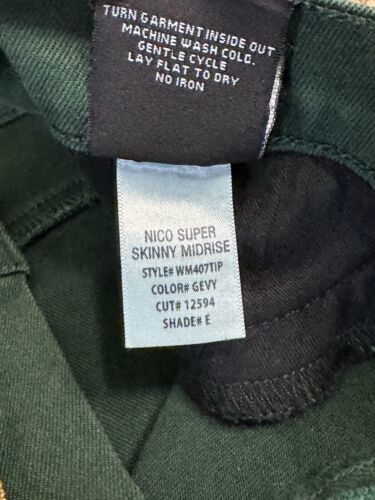 TURN GARMENT INSIDE OUT
MACHINE WASH COLD.
GENTLE CYCLE
LAY FLAT TO DRY
NO IRON
NICO SUPER
SKINNY MIDRISE
STYLE# WM407TIP
COLOR# GEVY
CUT# 12594
SHADE# E